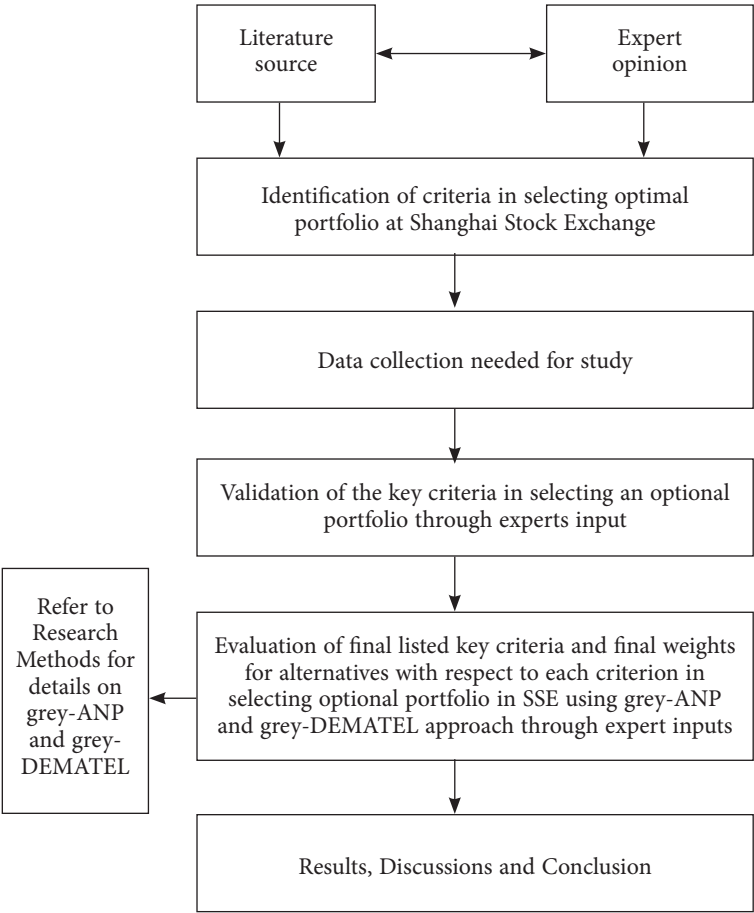 Literature
source
Expert
opinion
Identification of criteria in selecting optimal
portfolio at Shanghai Stock Exchange
Data collection needed for study
Validation of the key criteria in selecting an optional
portfolio through experts input
Refer to
Research
Methods for
details on
grey-ANP
and grey-
DEMATEL
Evaluation of final listed key criteria and final weights
for alternatives with respect to each criterion in
selecting optional portfolio in SSE using grey-ANP
and grey-DEMATEL approach through expert inputs
Results, Discussions and Conclusion